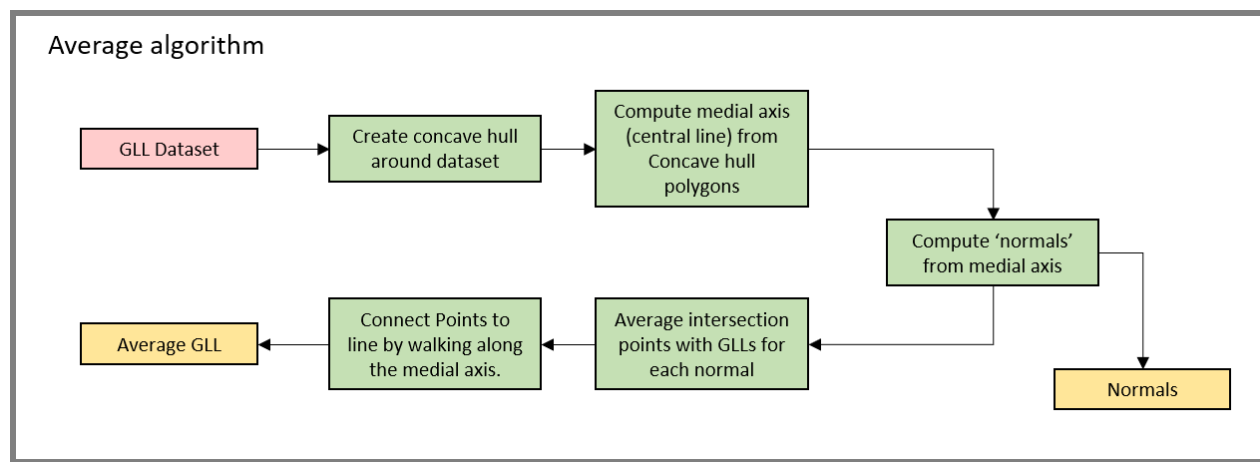 Average algorithm
GLL Dataset
Create concave hull
around dataset
Compute medial axis
(central line) from
Concave hull
polygons
Compute ‘normals’
from medial axis
Normals
Average intersection
points with GLLs for
each normal
Connect Points to
line by walking along
the medial axis.
Average GLL